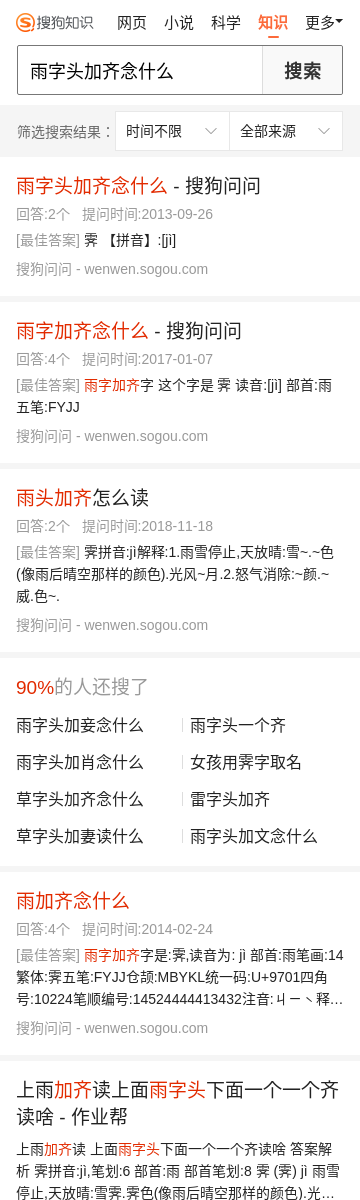 搜狗知识 网页 小说 科学 知识 更多
雨字头加齐念什么 搜索
筛选搜索结果： 时间不限 全部来源
雨字头加齐念什么 - 搜狗问问
回答:2个 提问时间:2013-09-26
[最佳答案] 霁 【拼音】:[jì]
搜狗问问 - wenwen.sogou.com
雨字加齐念什么 - 搜狗问问
回答:4个 提问时间:2017-01-07
[最佳答案] 雨字加齐字 这个字是 霁 读音:[jì] 部首:雨
五笔:FYJJ
搜狗问问 - wenwen.sogou.com
雨头加齐怎么读
回答:2个 提问时间:2018-11-18
[最佳答案] 霁拼音:jì解释:1.雨雪停止,天放晴:雪~.~色
(像雨后晴空那样的颜色).光风~月.2.怒气消除:~颜.~
威.色~.
搜狗问问 - wenwen.sogou.com
90%的人还搜了
雨字头加妾念什么 雨字头一个齐
雨字头加肖念什么 女孩用霁字取名
草字头加齐念什么 雷字头加齐
草字头加妻读什么 雨字头加文念什么
雨加齐念什么
回答:4个 提问时间:2014-02-24
[最佳答案] 雨字加齐字是:霁,读音为: jì 部首:雨笔画:14
繁体:霁五笔:FYJJ仓颉:MBYKL统一码:U+9701四角
号:10224笔顺编号:14524444413432注音:ㄐㄧ丶释…
搜狗问问 - wenwen.sogou.com
上雨加齐读上面雨字头下面一个一个齐
读啥 - 作业帮
上雨加齐读 上面雨字头下面一个一个齐读啥 答案解
析 霁拼音:jì,笔划:6 部首:雨 部首笔划:8 霁 (霁) jì 雨雪
停止,天放晴:雪霁.霁色(像雨后晴空那样的颜色).光…